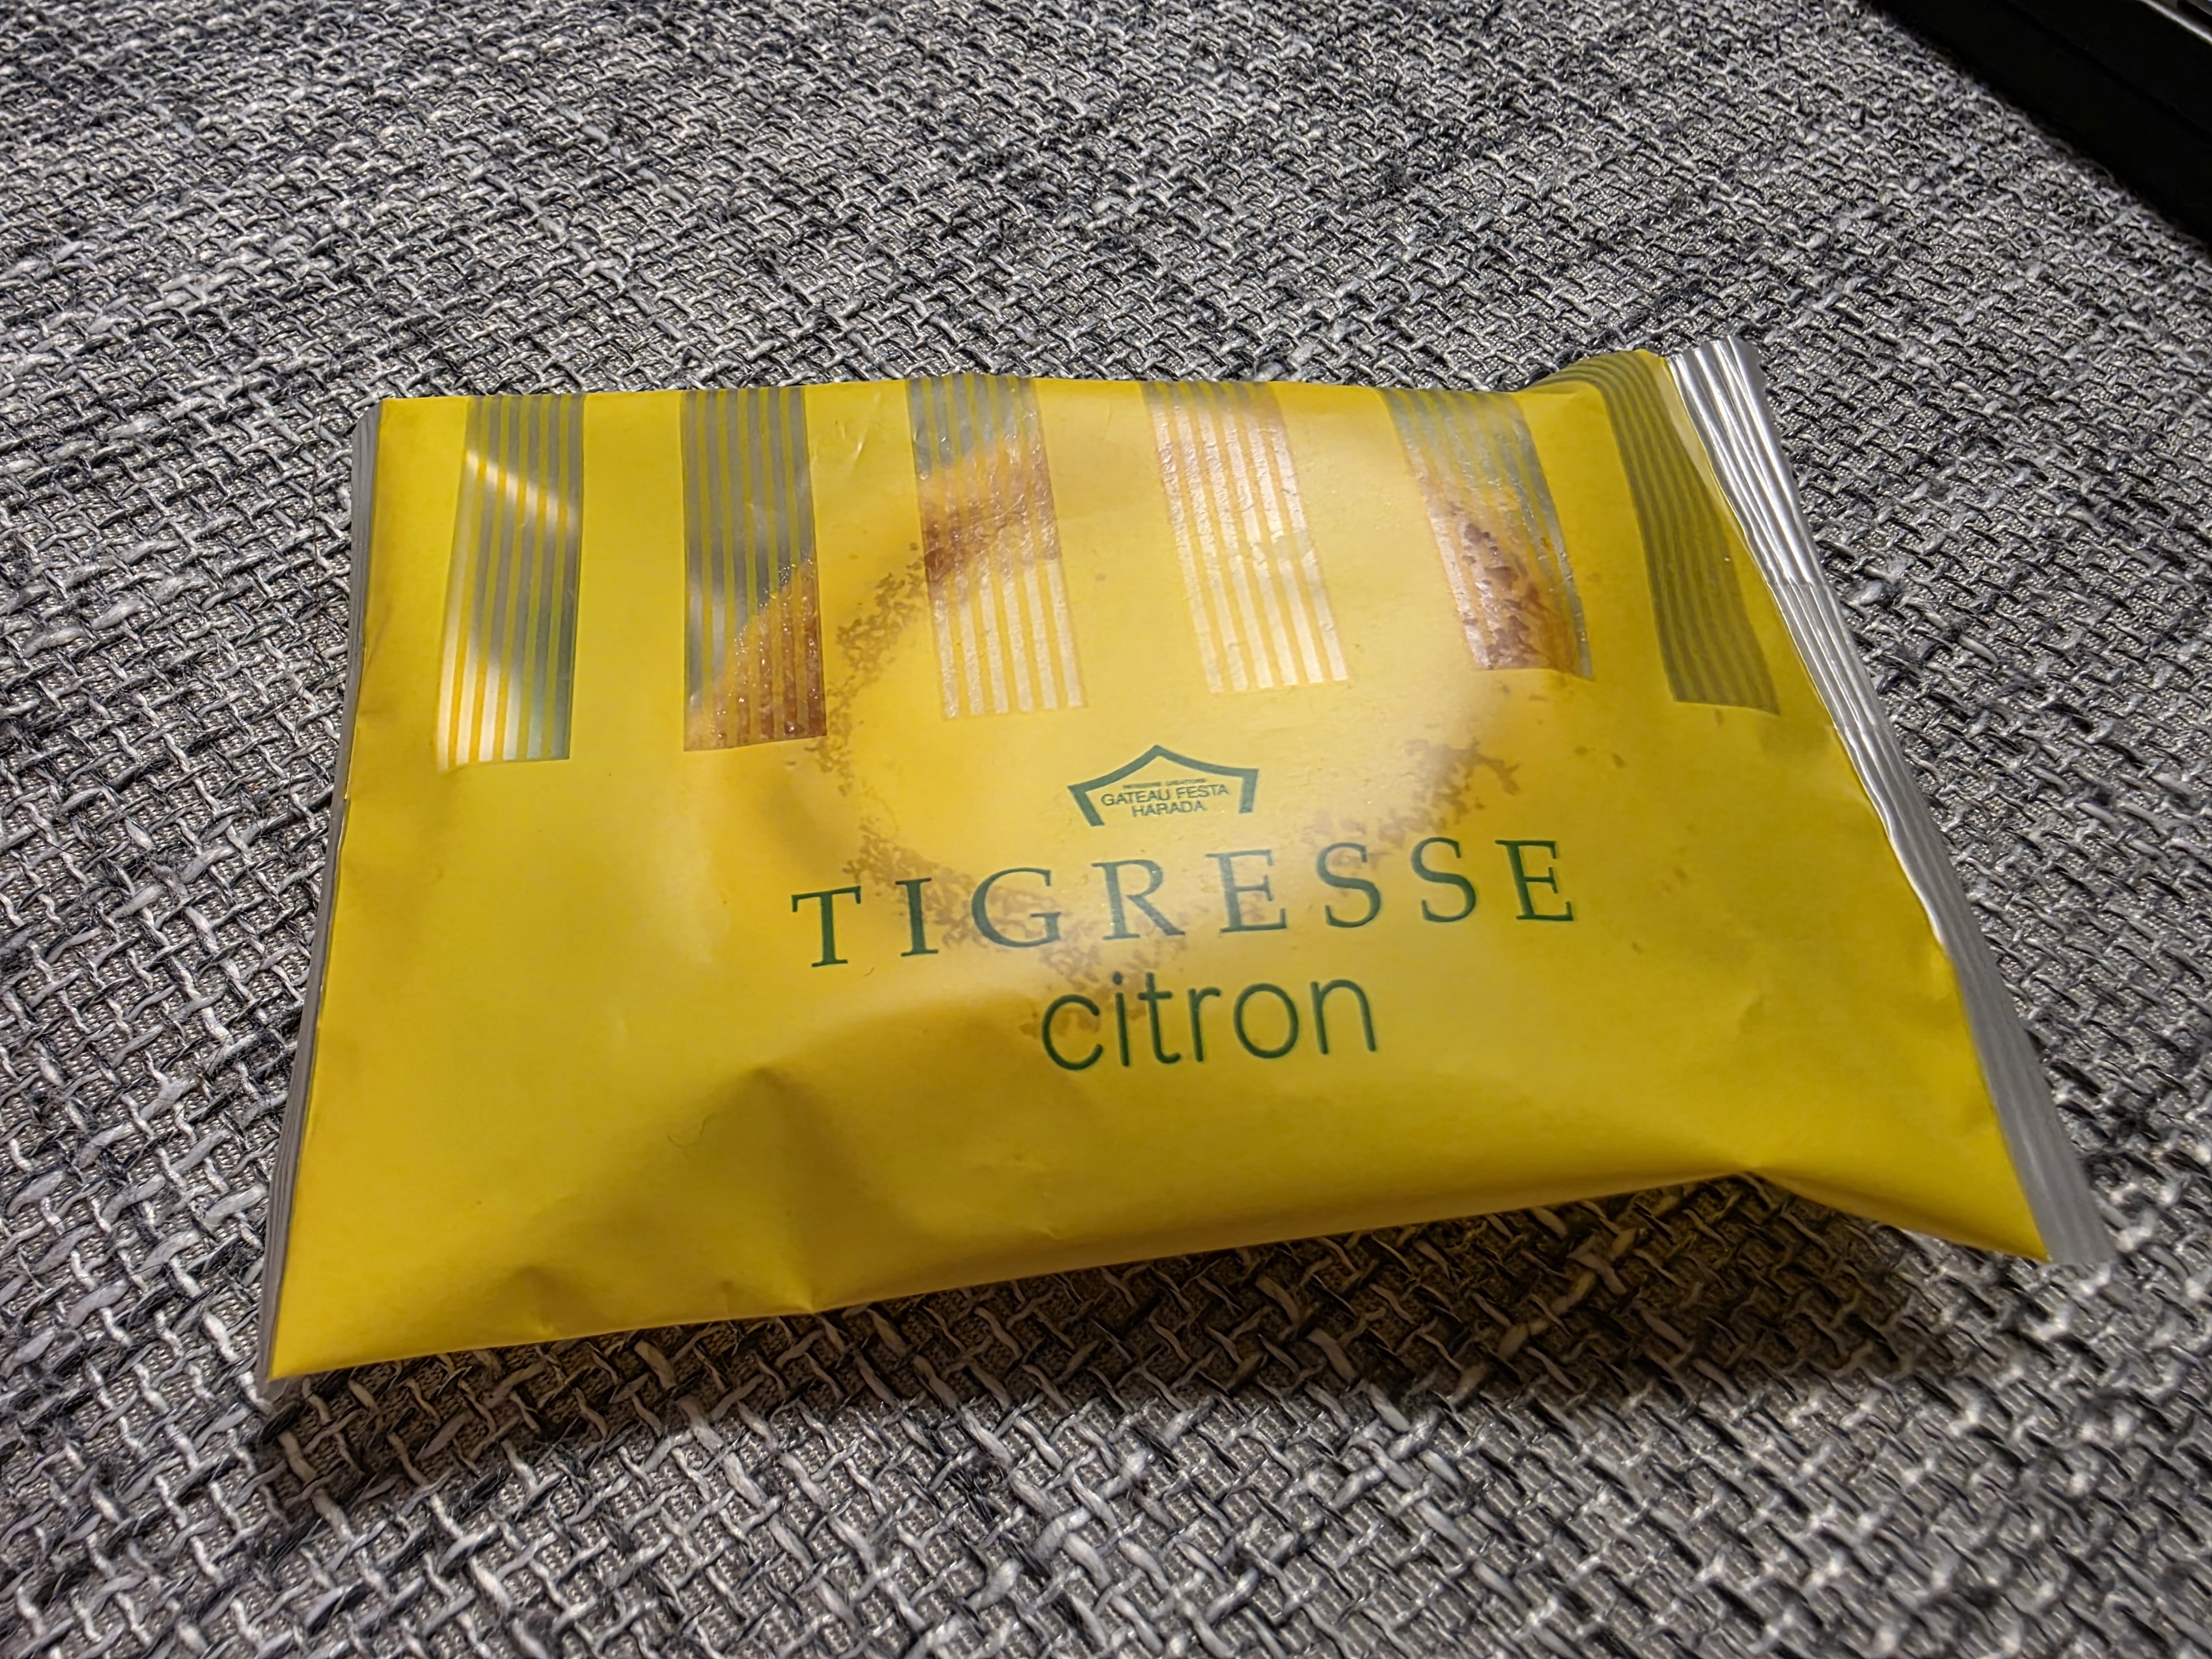 GATEAU FESTA
HARADA
TIGRESSE
citron